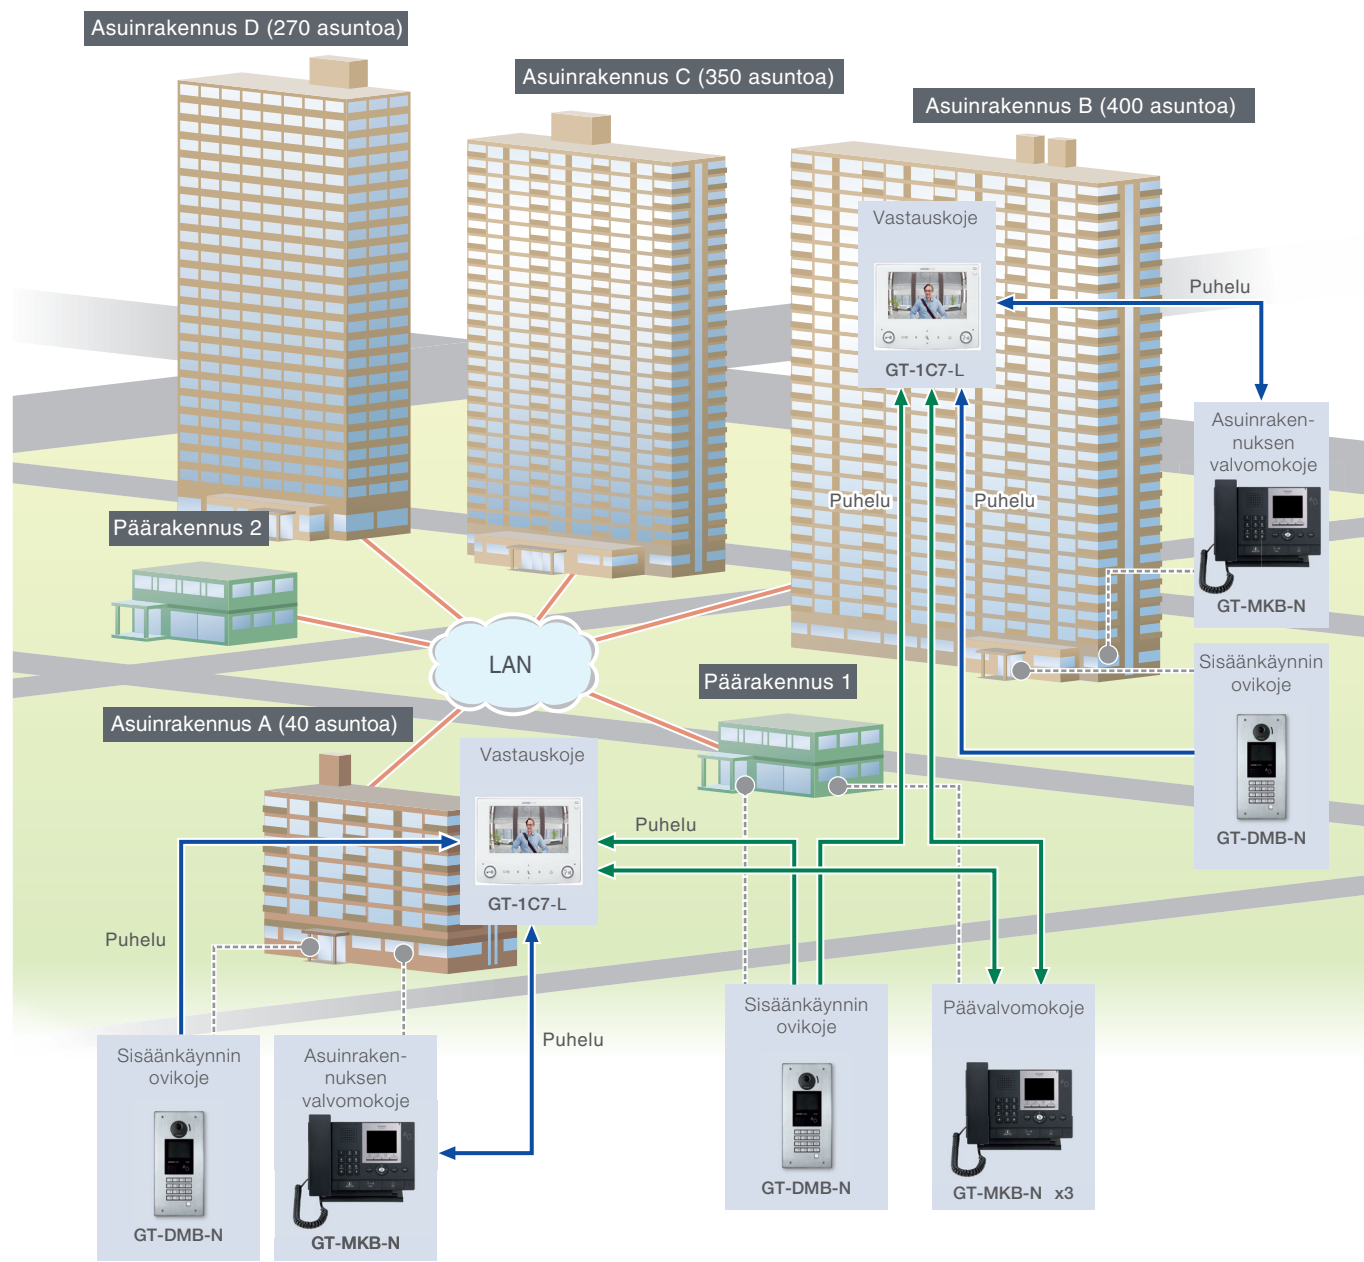 Asuinrakennus D (270 asuntoa)
Asuinrakennus C (350 asuntoa)
Asuinrakennus B (400 asuntoa)
Vastauskoje
GT-1C7-L
Puhelu
Asuinraken-
nuksen
valvomokoje
GT-MKB-N
Puhelu
Puhelu
Päärakennus 2
LAN
Sisäänkäynnin
ovikoje
GT-DMB-N
Päärakennus 1
Asuinrakennus A (40 asuntoa)
Vastauskoje
GT-1C7-L
Puhelu
Puhelu
Puhelu
Sisäänkäynnin
ovikoje
GT-DMB-N
Asuinraken-
nuksen
valvomokoje
GT-MKB-N
Sisäänkäynnin
ovikoje
GT-DMB-N
Päävalvomokoje
GT-MKB-N x3